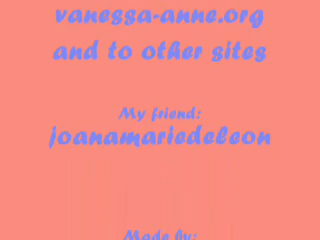 vanessa-anne.org
and to other sites
My friend:
joanamariedeleon
Made by: